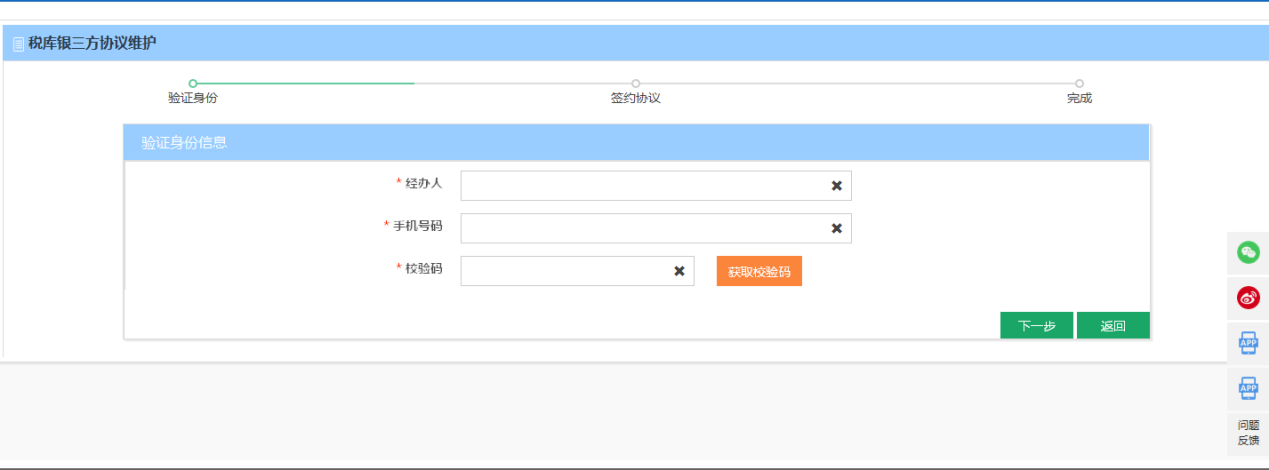 税库银三方协议维护
验证身份 签约协议 完成
验证身份信息
* 经办人
* 手机号码
* 校验码 获取校验码
下一步 返回
APP
APP
问题
反馈